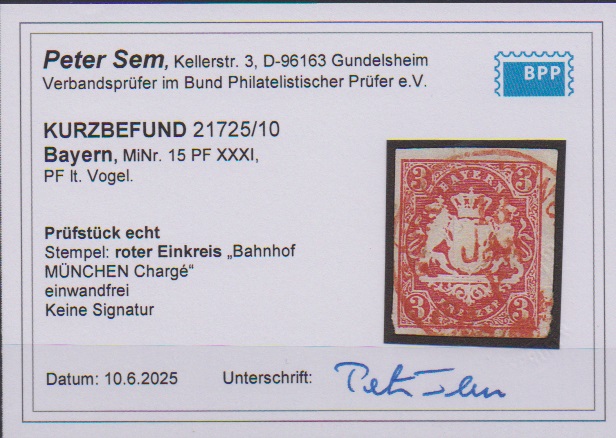 Peter Sem, Kellerstr. 3, D-96163 Gundelsheim
Verbandsprüfer im Bund Philatelistischer Prüfer e.V.
BPP
KURZBEFUND 21725/10
Bayern, MiNr. 15 PF XXXI,
PF lt. Vogel.
3 BAYERN 3
3 3
Prüfstück echt
Stempel: roter Einkreis „Bahnhof
MÜNCHEN Chargé“
einwandfrei
Keine Signatur
Datum: 10.6.2025 Unterschrift: Peter Sem